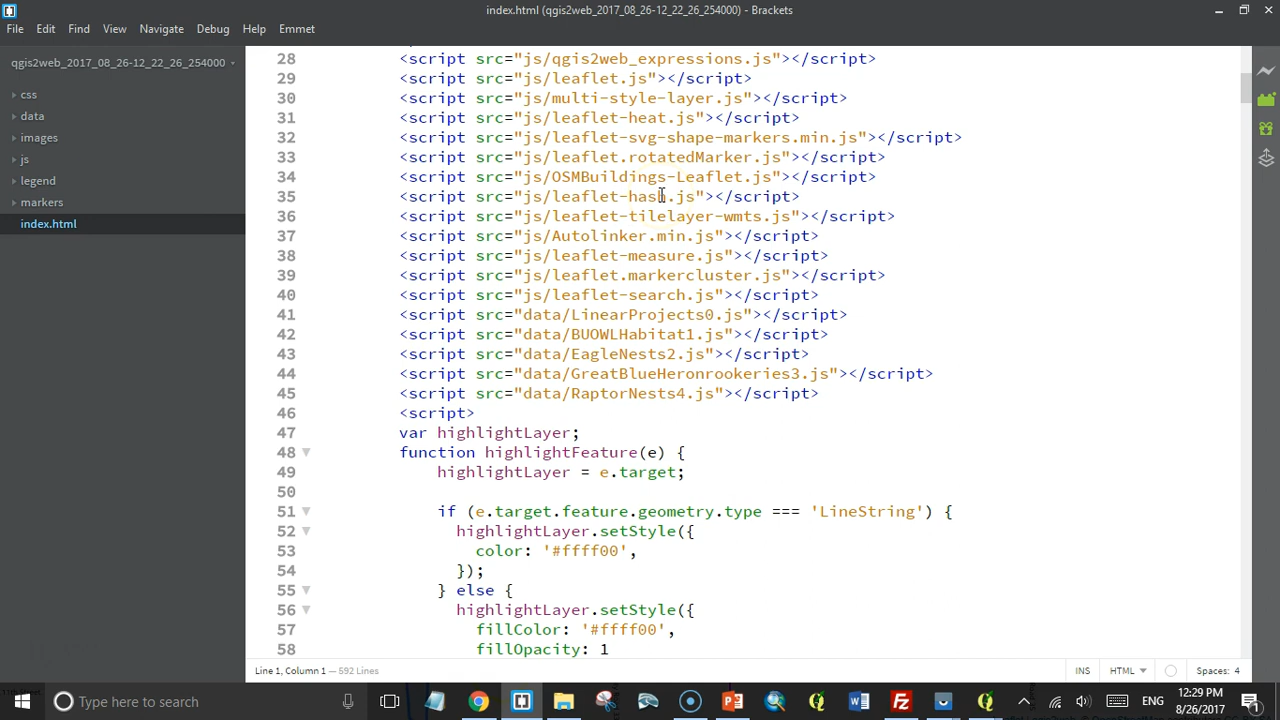 index.html (qgis2web_2017_08_26-12_22_26_254000) - Brackets
File Edit Find View Navigate Debug Help Emmet
qgis2web_2017_08_26-12_22_26_254000
css
data
images
js
legend
markers
index.html
28 <script src="js/qgis2web_expressions.js"></script>
29 <script src="js/leaflet.js"></script>
30 <script src="js/multi-style-layer.js"></script>
31 <script src="js/leaflet-heat.js"></script>
32 <script src="js/leaflet-svg-shape-markers.min.js"></script>
33 <script src="js/leaflet.rotatedMarker.js"></script>
34 <script src="js/OSMBuildings-Leaflet.js"></script>
35 <script src="js/leaflet-hash.js"></script>
36 <script src="js/leaflet-tilelayer-wmts.js"></script>
37 <script src="js/Autolinker.min.js"></script>
38 <script src="js/leaflet-measure.js"></script>
39 <script src="js/leaflet.markercluster.js"></script>
40 <script src="js/leaflet-search.js"></script>
41 <script src="data/LinearProjects0.js"></script>
42 <script src="data/BUOWLHabitat1.js"></script>
43 <script src="data/EagleNests2.js"></script>
44 <script src="data/GreatBlueHeronrookeries3.js"></script>
45 <script src="data/RaptorNests4.js"></script>
46 <script>
47 var highlightLayer;
48 function highlightFeature(e) {
49 highlightLayer = e.target;
50
51 if (e.target.feature.geometry.type === 'LineString') {
52 highlightLayer.setStyle({
53 color: '#ffff00',
54 });
55 } else {
56 highlightLayer.setStyle({
57 fillColor: '#ffff00',
58 fillOpacity: 1
Line 1, Column 1 — 592 Lines
INS HTML Spaces: 4
Type here to search
ENG
12:29 PM
8/26/2017